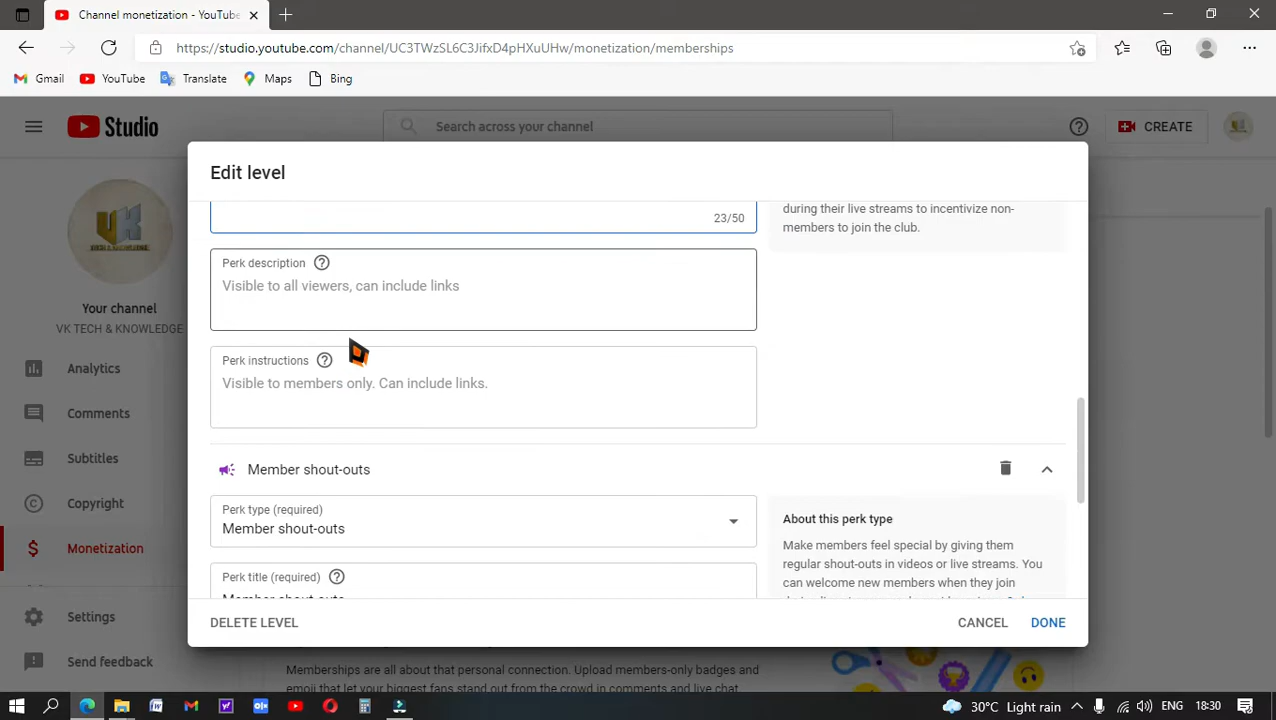 Channel monetization - YouTube
https://studio.youtube.com/channel/UC3TWzSL6C3JifxD4pHXuUHw/monetization/memberships
Gmail
YouTube
Translate
Maps
Bing
Studio
Search across your channel
CREATE
Edit level
23/50
during their live streams to incentivize non-
members to join the club.
Perk description
Visible to all viewers, can include links
Perk instructions
Visible to members only. Can include links.
Member shout-outs
Perk type (required)
Member shout-outs
About this perk type
Make members feel special by giving them
regular shout-outs in videos or live streams. You
can welcome new members when they join
Perk title (required)
Member shout-outs
DELETE LEVEL
CANCEL
DONE
Your channel
VK TECH & KNOWLEDGE
Analytics
Comments
Subtitles
Copyright
Monetization
Settings
Send feedback
Memberships are all about that personal connection. Upload members-only badges and
emoji that let your biggest fans stand out from the crowd in comments and live chat
30°C Light rain
ENG
18:30